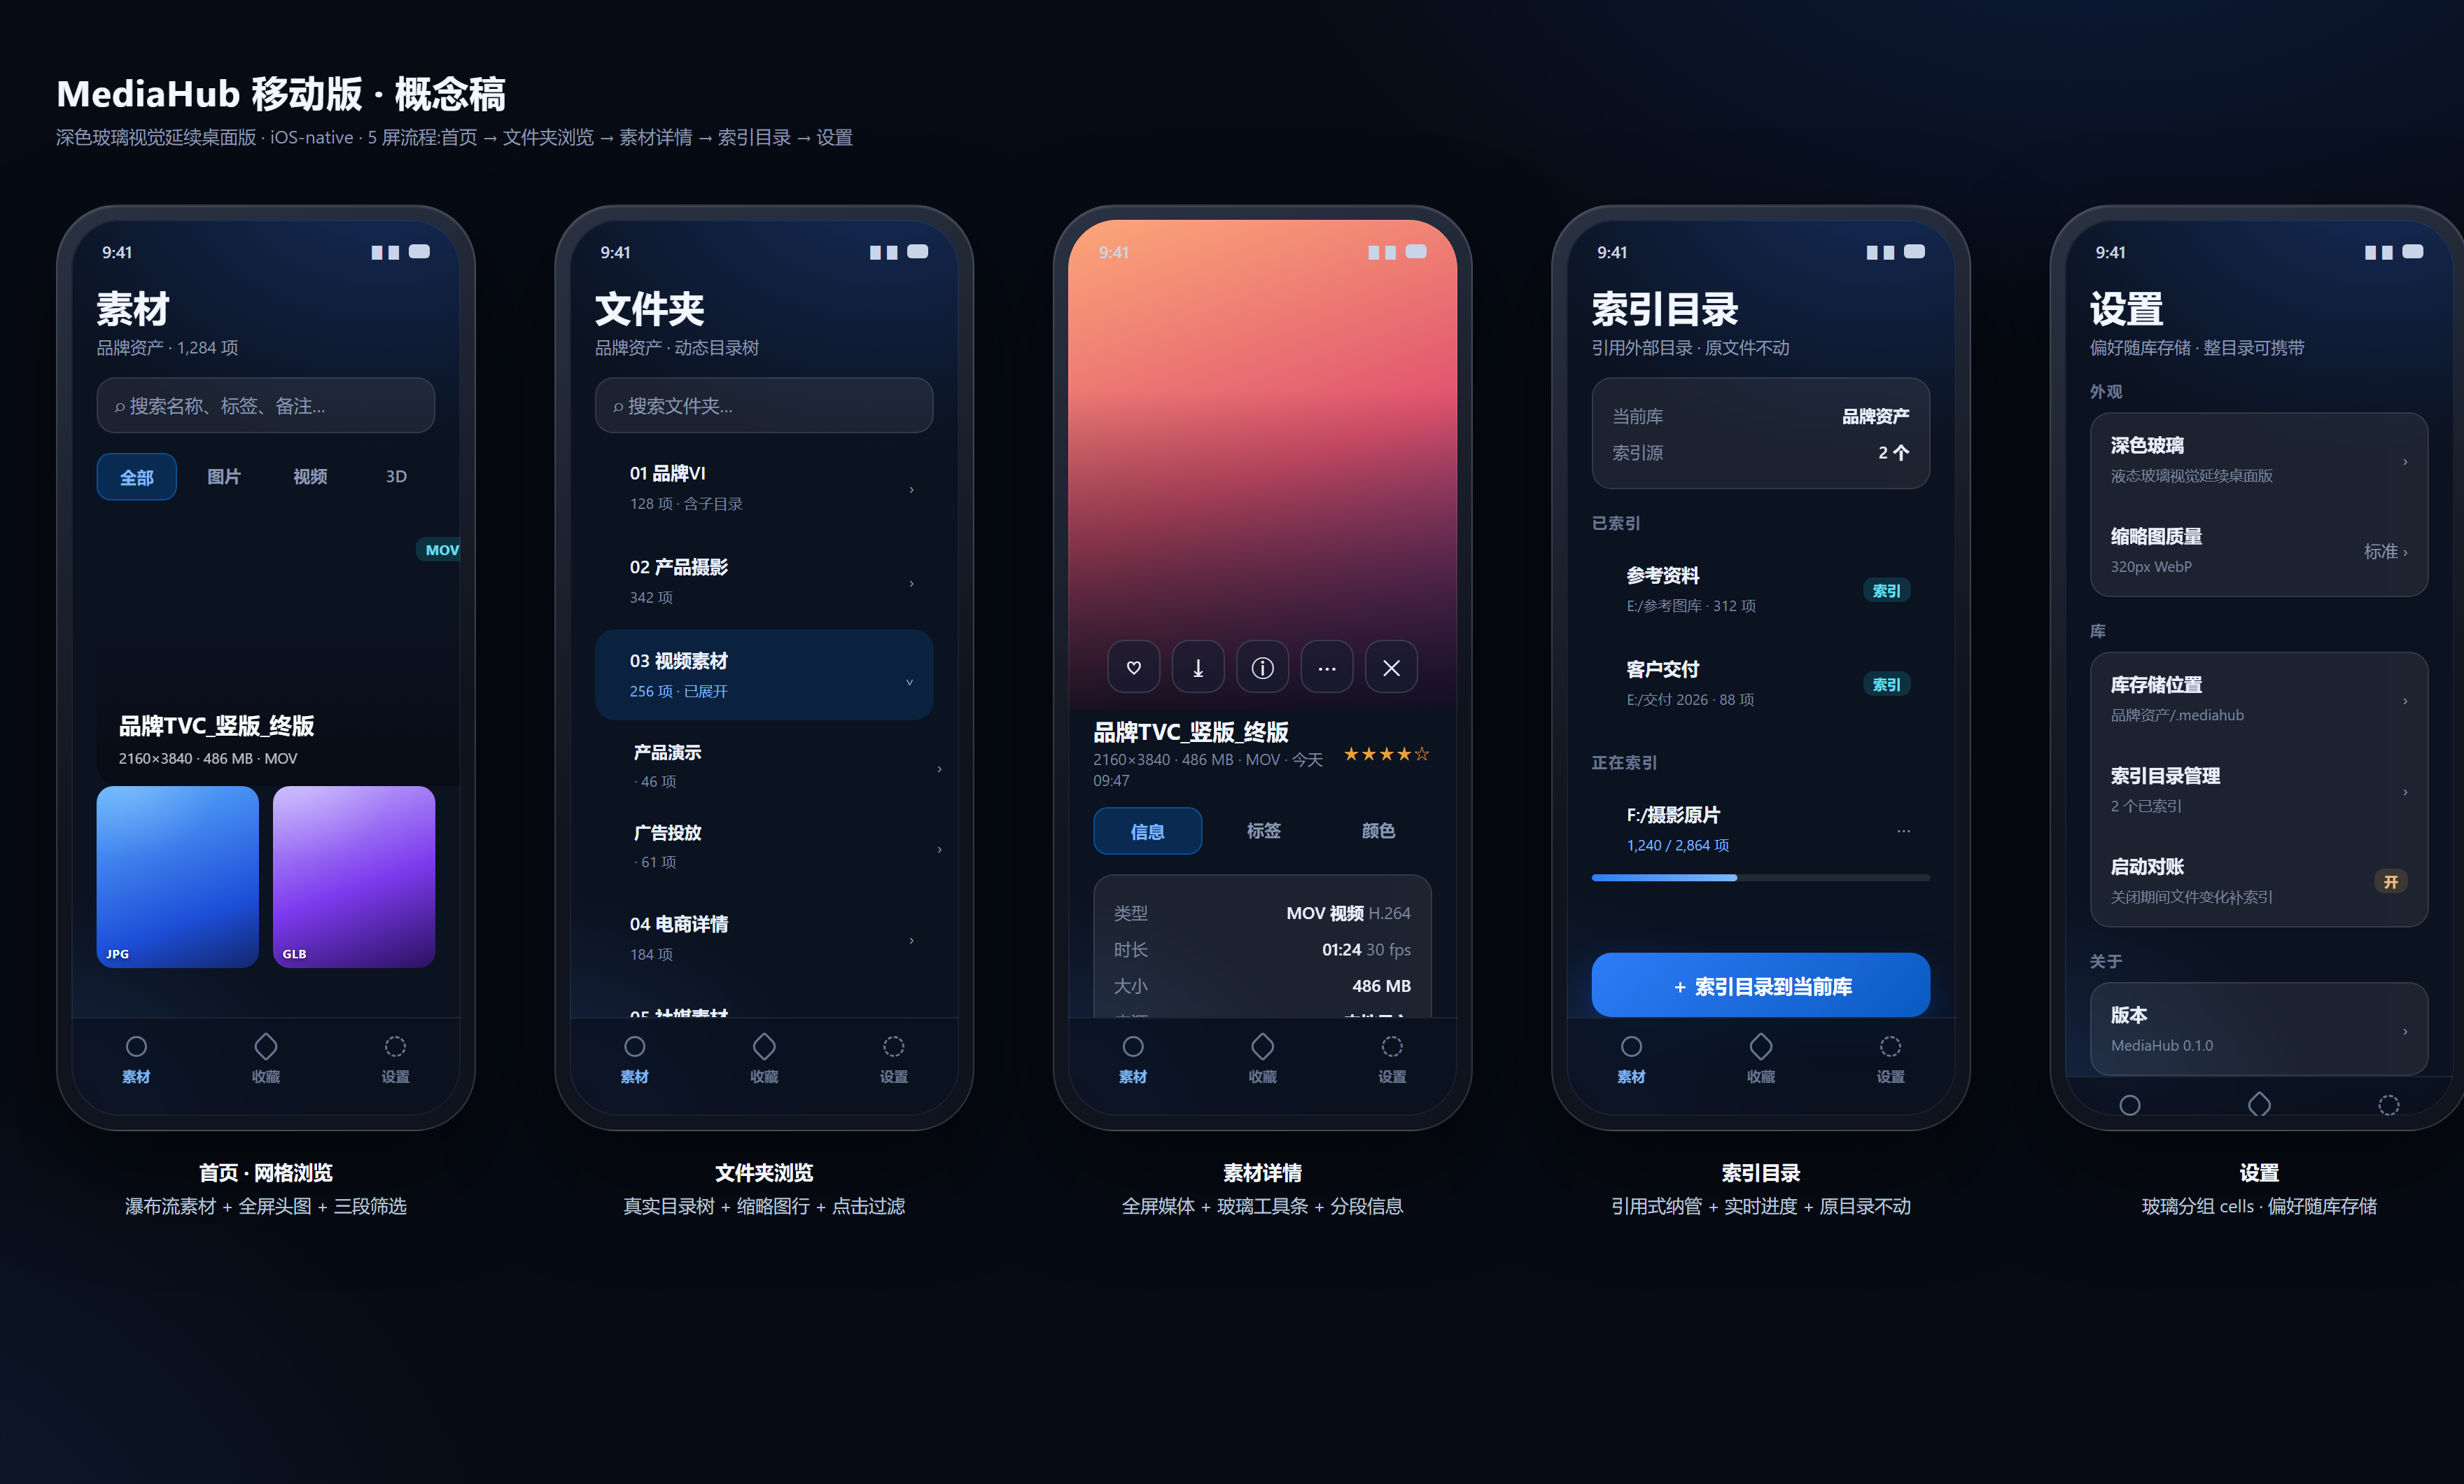 MediaHub 移动版 · 概念稿
深色玻璃视觉延续桌面版 · iOS-native · 5 屏流程:首页 → 文件夹浏览 → 素材详情 → 索引目录 → 设置
9:41
素材
品牌资产 · 1,284 项
搜索名称、标签、备注...
全部 图片 视频 3D
MOV
品牌TVC_竖版_终版
2160×3840 · 486 MB · MOV
JPG GLB
素材 收藏 设置
首页 · 网格浏览
瀑布流素材 + 全屏头图 + 三段筛选
9:41
文件夹
品牌资产 · 动态目录树
搜索文件夹...
01 品牌VI
128 项 · 含子目录
02 产品摄影
342 项
03 视频素材
256 项 · 已展开
产品演示
· 46 项
广告投放
· 61 项
04 电商详情
184 项
05 社媒素材
素材 收藏 设置
文件夹浏览
真实目录树 + 缩略图行 + 点击过滤
9:41
品牌TVC_竖版_终版
2160×3840 · 486 MB · MOV · 今天
09:47
★★★★☆
信息 标签 颜色
类型 MOV 视频 H.264
时长 01:24 30 fps
大小 486 MB
素材 收藏 设置
素材详情
全屏媒体 + 玻璃工具条 + 分段信息
9:41
索引目录
引用外部目录 · 原文件不动
当前库 品牌资产
索引源 2 个
已索引
参考资料
E:/参考图库 · 312 项
索引
客户交付
E:/交付 2026 · 88 项
索引
正在索引
F:/摄影原片
1,240 / 2,864 项
...
+ 索引目录到当前库
素材 收藏 设置
索引目录
引用式纳管 + 实时进度 + 原目录不动
9:41
设置
偏好随库存储 · 整目录可携带
外观
深色玻璃
液态玻璃视觉延续桌面版
缩略图质量
320px WebP
标准 ›
库
库存储位置
品牌资产/.mediahub
索引目录管理
2 个已索引
启动对账
关闭期间文件变化补索引
开
关于
版本
MediaHub 0.1.0
设置
玻璃分组 cells · 偏好随库存储